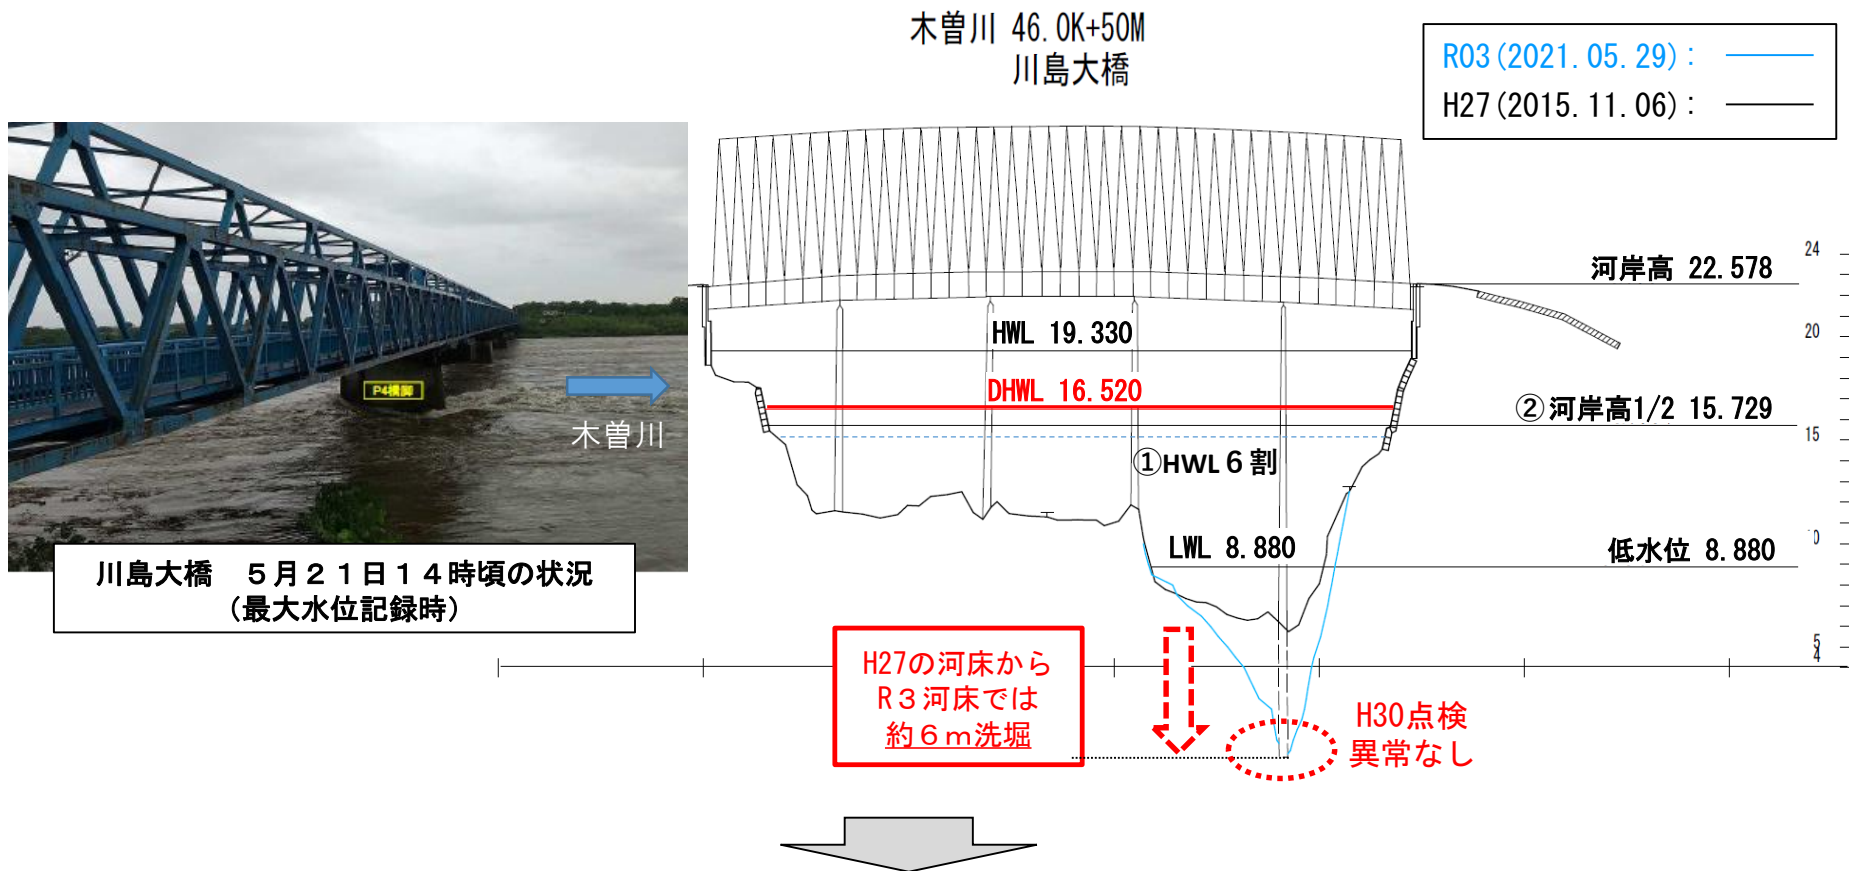 木曽川 46.0K+50M
川島大橋
R03(2021.05.29):
H27(2015.11.06):
P4橋脚
木曽川
川島大橋　５月２１日１４時頃の状況
（最大水位記録時）
24
河岸高 22.578
20
HWL 19.330
DHWL 16.520
②河岸高1/2 15.729
15
①HWL６割
LWL 8.880
低水位 8.880
0
5
4
H27の河床から
R３河床では
約６ｍ洗堀
H30点検
異常なし